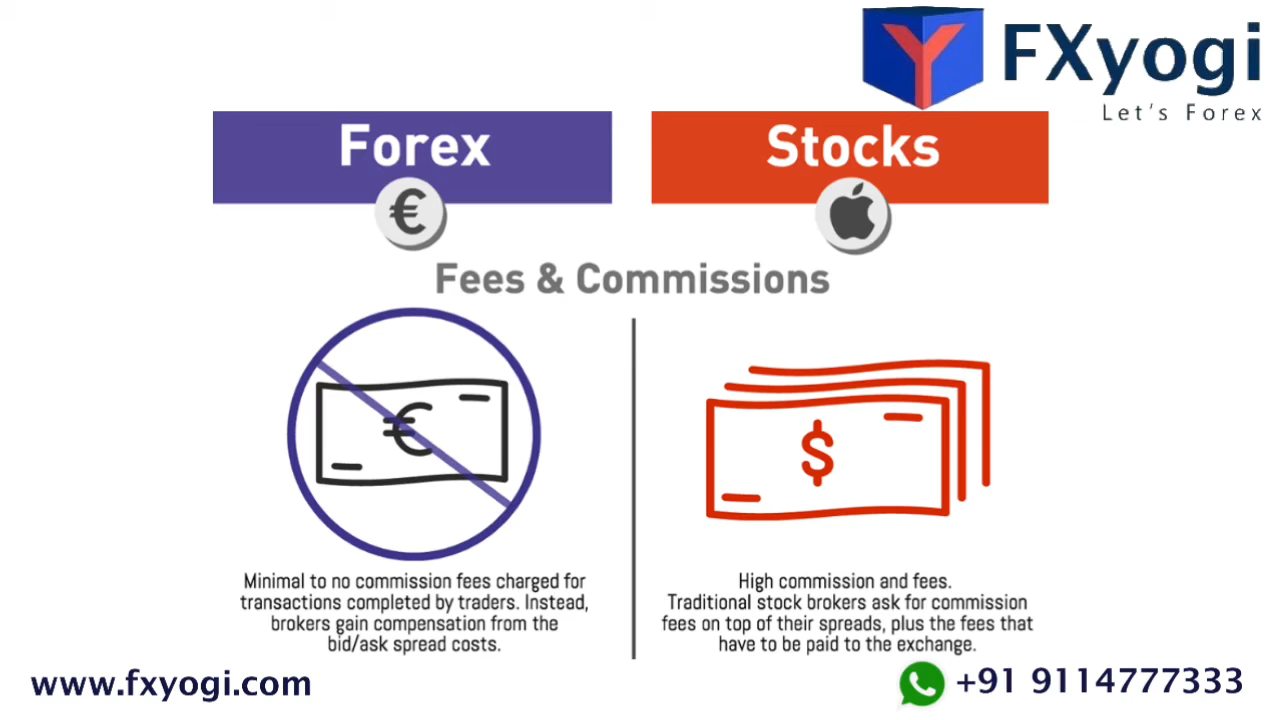 FXyogi
Let's Forex
Forex
€
Stocks
Fees & Commissions
€
$
Minimal to no commission fees charged for
transactions completed by traders. Instead,
brokers gain compensation from the
bid/ask spread costs.
High commission and fees.
Traditional stock brokers ask for commission
fees on top of their spreads, plus the fees that
have to be paid to the exchange.
www.fxyogi.com
+91 9114777333